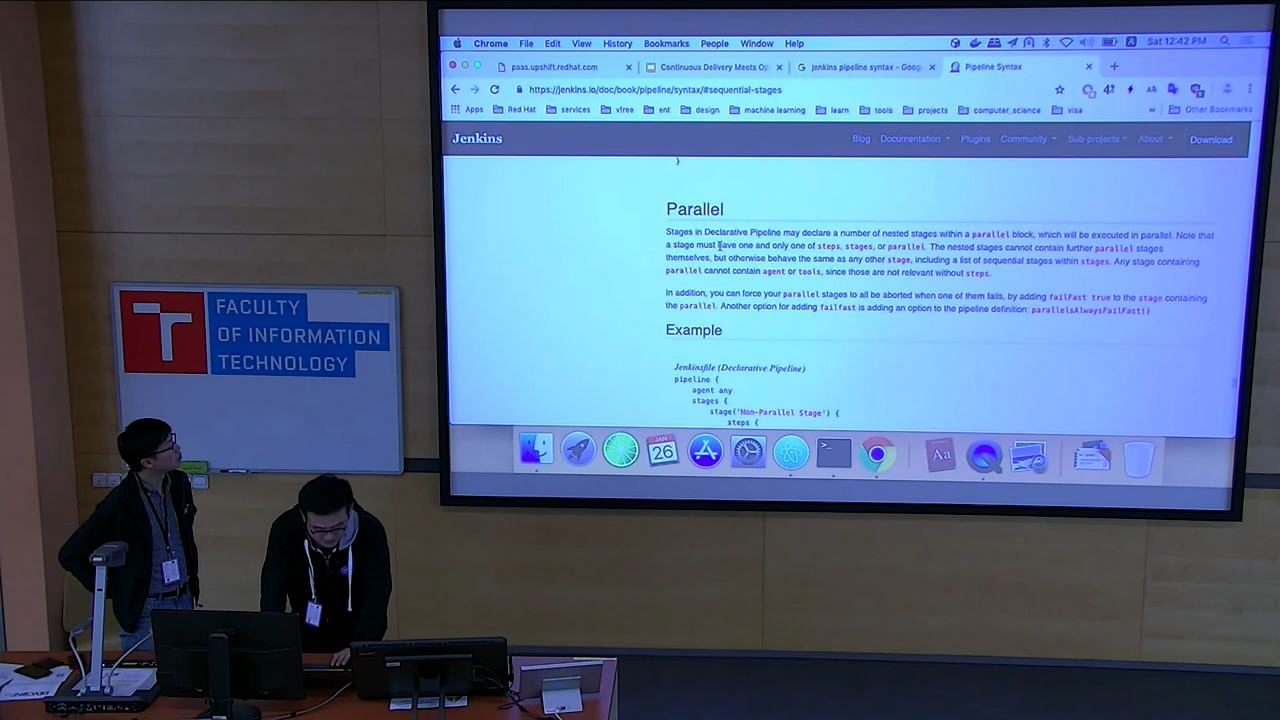 Chrome File Edit View History Bookmarks People Window Help
Sat 12:42 PM
paas.upshift.redhat.com
Continuous Delivery Meets Op
jenkins pipeline syntax - Goog
Pipeline Syntax
https://jenkins.io/doc/book/pipeline/syntax/#sequential-stages
Apps Red Hat services v1ree ent design machine learning learn tools projects computer_science visa » Other Bookmarks
Jenkins
Blog Documentation Plugins Community Sub-projects About Download
}
Parallel
Stages in Declarative Pipeline may declare a number of nested stages within a parallel block, which will be executed in parallel. Note that
a stage must have one and only one of steps, stages, or parallel. The nested stages cannot contain further parallel stages
themselves, but otherwise behave the same as any other stage, including a list of sequential stages within stages. Any stage containing
parallel cannot contain agent or tools, since those are not relevant without steps.
In addition, you can force your parallel stages to all be aborted when one of them fails, by adding failFast true to the stage containing
the parallel. Another option for adding failfast is adding an option to the pipeline definition: parallelsAlwaysFailFast()
Example
Jenkinsfile (Declarative Pipeline)
pipeline {
agent any
stages {
stage('Non-Parallel Stage') {
steps {
JAN
26
Aa
T
FACULTY
OF INFORMATION
TECHNOLOGY